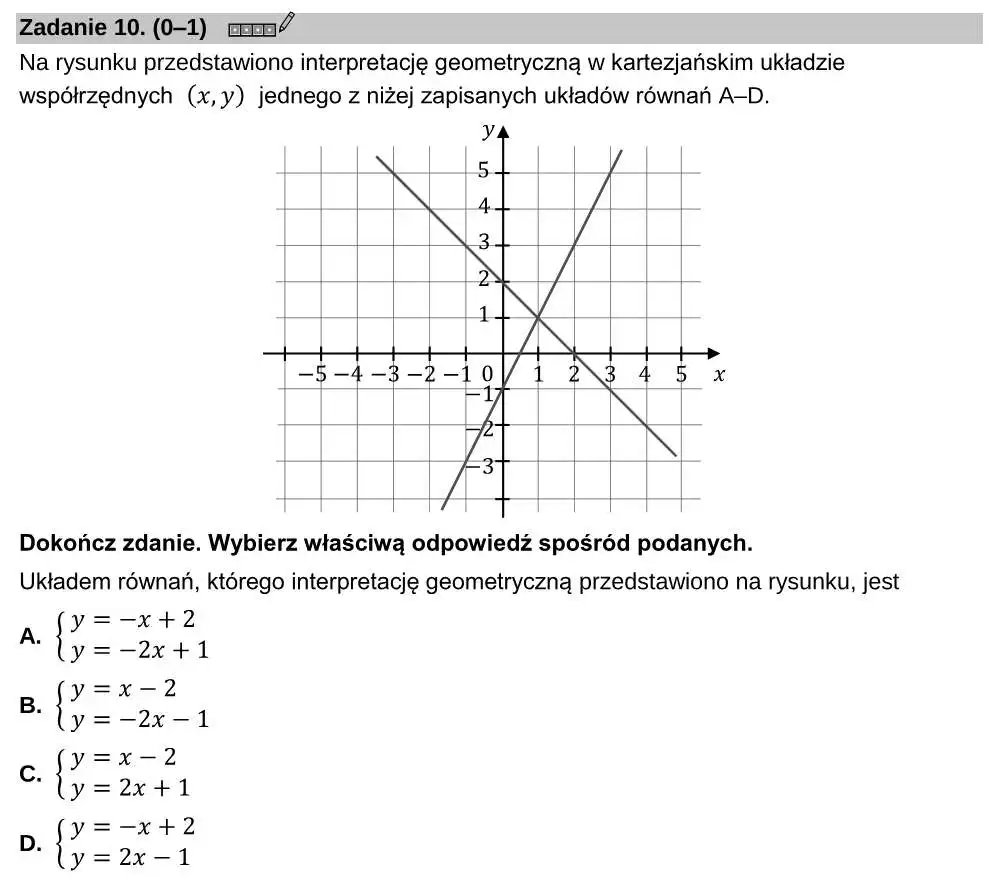 Zadanie 10. (0–1)
Na rysunku przedstawiono interpretację geometryczną w kartezjańskim układzie
współrzędnych (x, y) jednego z niżej zapisanych układów równań A–D.
y
5
4
3
2
1
−5 −4 −3 −2 −1 0 1 2 3 4 5 x
−1
−2
−3
Dokończ zdanie. Wybierz właściwą odpowiedź spośród podanych.
Układem równań, którego interpretację geometryczną przedstawiono na rysunku, jest
A. { y = −x + 2
y = −2x + 1
B. { y = x − 2
y = −2x − 1
C. { y = x − 2
y = 2x + 1
D. { y = −x + 2
y = 2x − 1